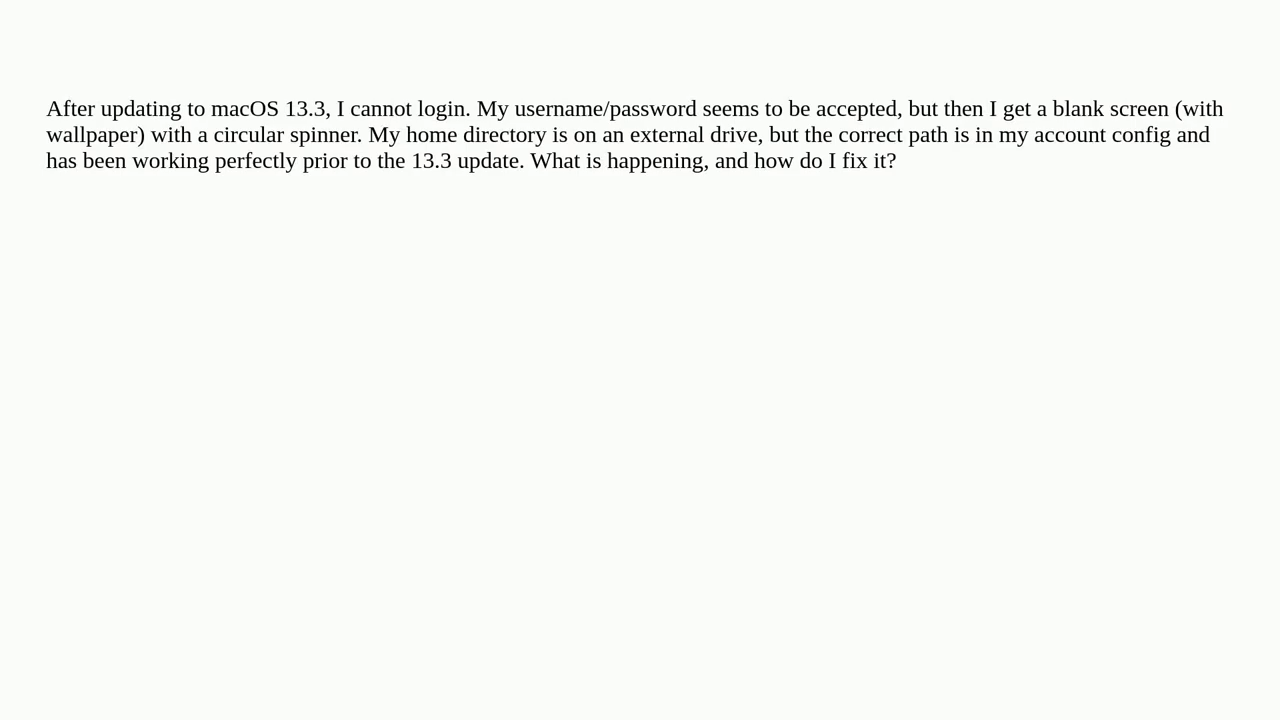 After updating to macOS 13.3, I cannot login. My username/password seems to be accepted, but then I get a blank screen (with
wallpaper) with a circular spinner. My home directory is on an external drive, but the correct path is in my account config and
has been working perfectly prior to the 13.3 update. What is happening, and how do I fix it?